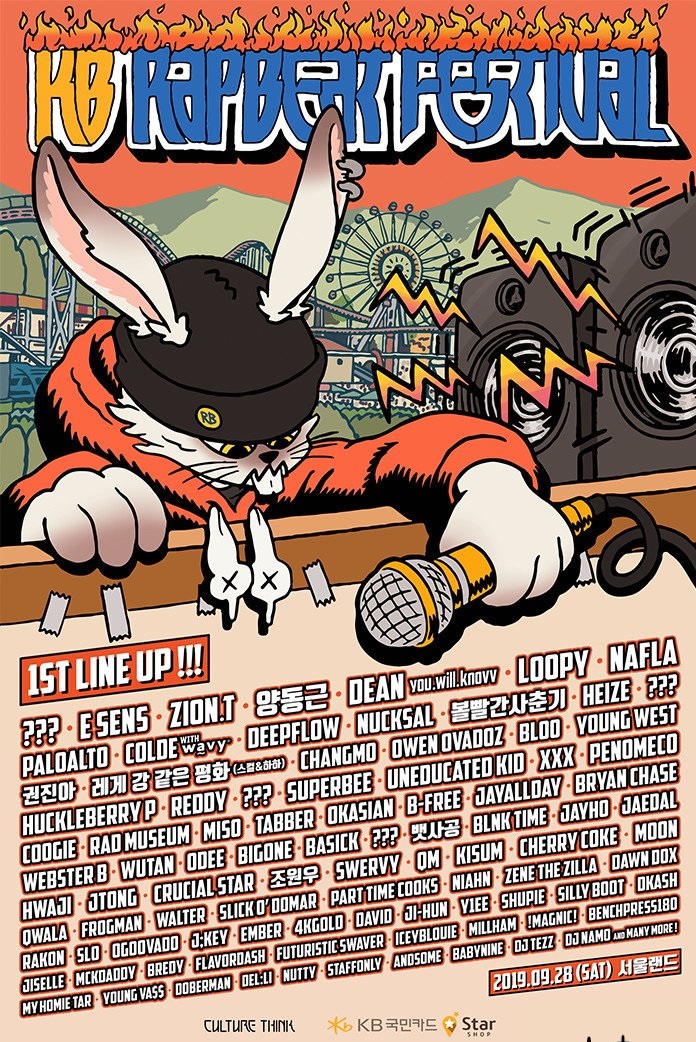 KB RAPBEAT FESTIVAL
RB
1ST LINE UP !!!
??? · E SENS · ZION.T · 양동근 · DEAN you.will.knovv · LOOPY · NAFLA
PALOALTO · COLDE WITH wavy · DEEPFLOW · NUCKSAL · 볼빨간사춘기 · HEIZE · ???
권진아 · 레게 강 같은 평화 (스컬&하하) · CHANGMO · OWEN OVADOZ · BLOO · YOUNG WEST
HUCKLEBERRY P · REDDY · ??? · SUPERBEE · UNEDUCATED KID · XXX · PENOMECO
COOGIE · RAD MUSEUM · MISO · TABBER · OKASIAN · B-FREE · JAYALLDAY · BRYAN CHASE
WEBSTER B · WUTAN · ODEE · BIGONE · BASICK · ??? · 뱃사공 · BLNK TIME · JAYHO · JAEDAL
HWAJI · JTONG · CRUCIAL STAR · 조원우 · SWERVY · QM · KISUM · CHERRY COKE · MOON
QWALA · FROGMAN · WALTER · SLICK O' DOMAR · PART TIME COOKS · NIAHN · ZENE THE ZILLA · DAWN DOX
RAKON · SLO · OGOOVADO · J;KEY · EMBER · 4KGOLD · DAVID · JI-HUN · Y1EE · SHUPIE · SILLY BOOT · OKASH
JISELLE · MCKDADDY · BREDY · FLAVORDASH · FUTURISTIC SWAVER · ICEYBLOUIE · MILLHAM · !MAGNIC! · BENCHPRESS180
MY HOMIE TAR · YOUNG VA$$ · DOBERMAN · DEL:LI · NUTTY · STAFFONLY · ANDSOME · BABYNINE · DJ TEZZ · DJ NAMO AND MANY MORE!
2019.09.28 (SAT) 서울랜드
CULTURE THINK KB국민카드 Star SHOP